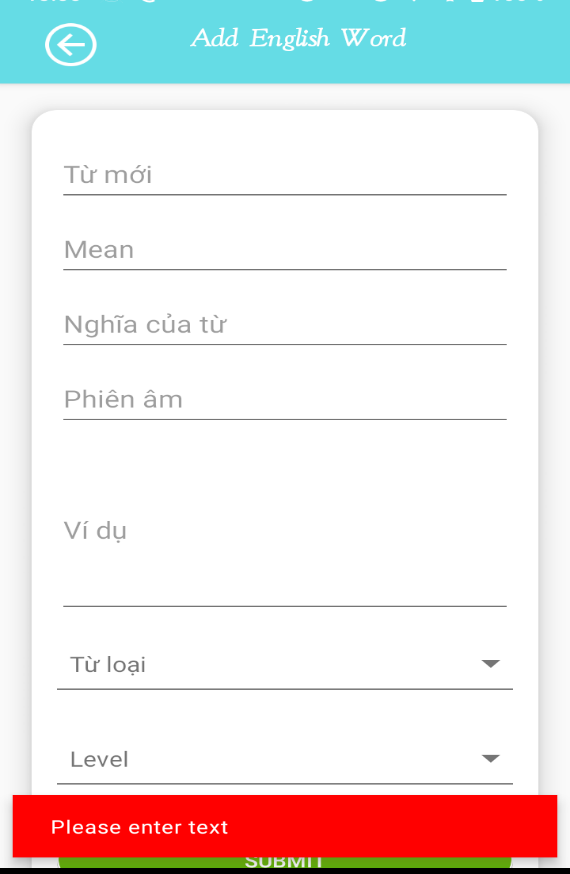 Add English Word
Từ mới
Mean
Nghĩa của từ
Phiên âm
Ví dụ
Từ loại
Level
Please enter text
SUBMIT